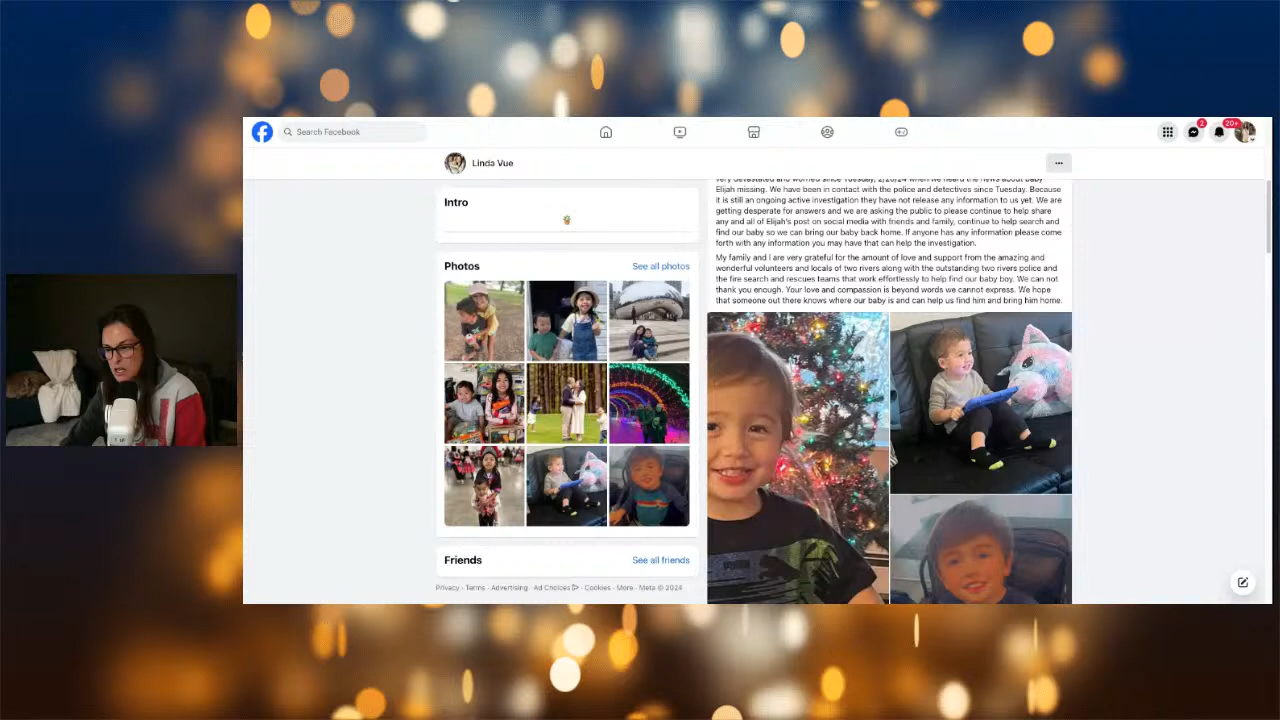 Search Facebook
2
20+
Linda Vue
Intro
Photos
See all photos
Friends
See all friends
Privacy · Terms · Advertising · Ad Choices · Cookies · More · Meta © 2024
very devastated and worried since Tuesday, 2/20/24 when we heard the news about baby
Elijah missing. We have been in contact with the police and detectives since Tuesday. Because
it is still an ongoing active investigation they have not release any information to us yet. We are
getting desperate for answers and we are asking the public to please continue to help share
any and all of Elijah's post on social media with friends and family, continue to help search and
find our baby so we can bring our baby back home. If anyone has any information please come
forth with any information you may have that can help the investigation.
My family and I are very grateful for the amount of love and support from the amazing and
wonderful volunteers and locals of two rivers along with the outstanding two rivers police and
the fire search and rescues teams that work effortlessly to help find our baby boy. We can not
thank you enough. Your love and compassion is beyond words we cannot express. We hope
that someone out there knows where our baby is and can help us find him and bring him home.